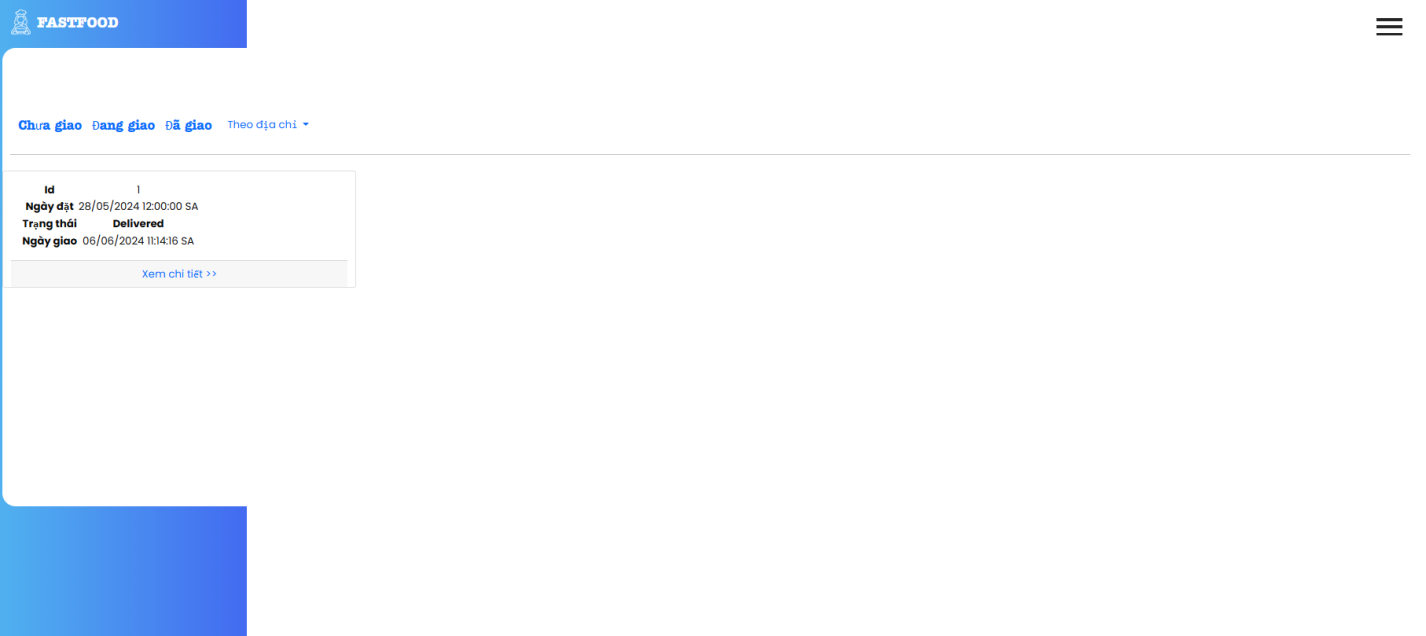 FASTFOOD
Chưa giao Đang giao Đã giao Theo địa chỉ
Id 1
Ngày đặt 28/05/2024 12:00:00 SA
Trạng thái Delivered
Ngày giao 06/06/2024 11:14:16 SA
Xem chi tiết >>